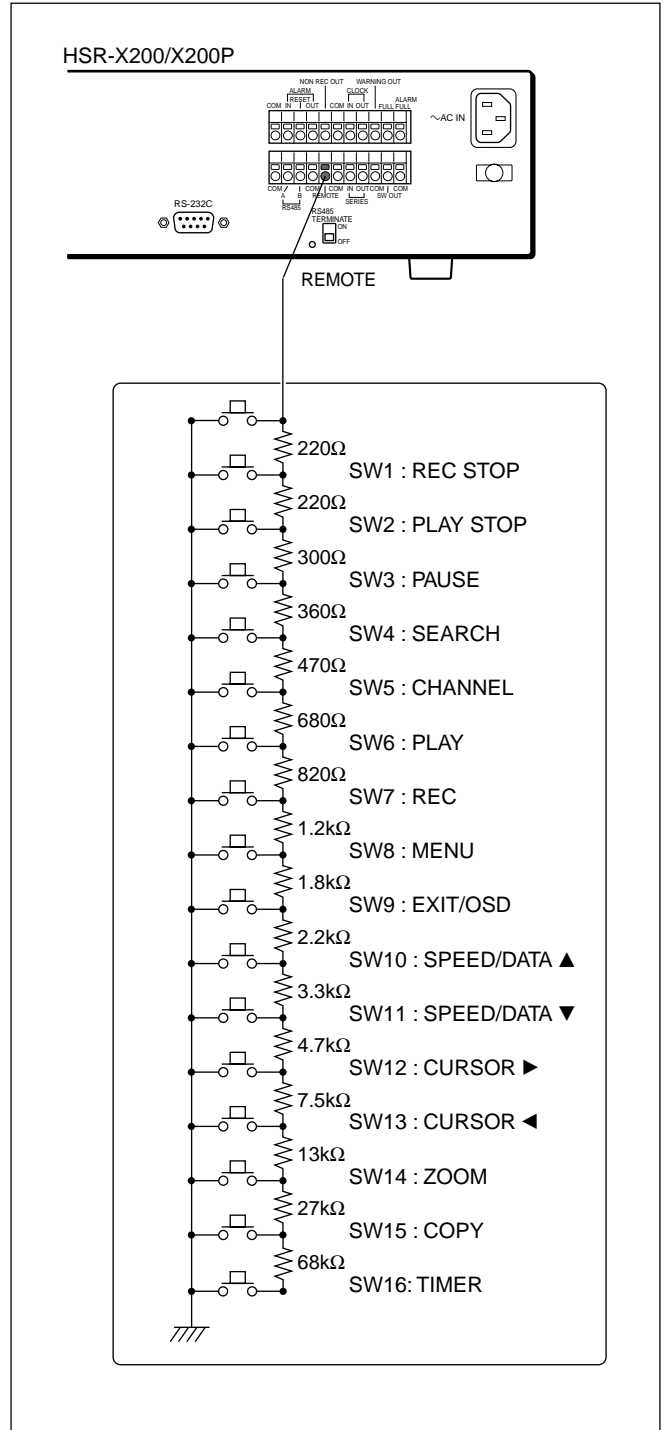 HSR-X200/X200P
NON REC OUT WARNING OUT
ALARM CLOCK
RESET ALARM
COM IN OUT COM IN OUT FULL FULL
~AC IN
COM COM COM IN OUT COM COM
A B REMOTE SW OUT
RS485 SERIES
RS-232C
RS485
TERMINATE
ON
OFF
REMOTE
220Ω
SW1 : REC STOP
220Ω
SW2 : PLAY STOP
300Ω
SW3 : PAUSE
360Ω
SW4 : SEARCH
470Ω
SW5 : CHANNEL
680Ω
SW6 : PLAY
820Ω
SW7 : REC
1.2kΩ
SW8 : MENU
1.8kΩ
SW9 : EXIT/OSD
2.2kΩ
SW10 : SPEED/DATA ▲
3.3kΩ
SW11 : SPEED/DATA ▼
4.7kΩ
SW12 : CURSOR ►
7.5kΩ
SW13 : CURSOR ◄
13kΩ
SW14 : ZOOM
27kΩ
SW15 : COPY
68kΩ
SW16: TIMER